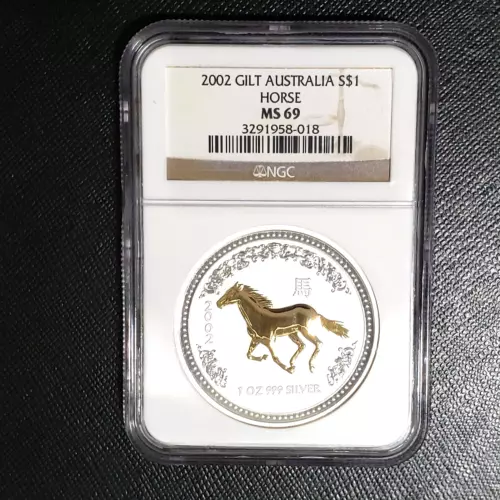 2002 GILT AUSTRALIA S$1
HORSE
MS 69
3291958-018
NGC
馬
1 OZ 999 SILVER